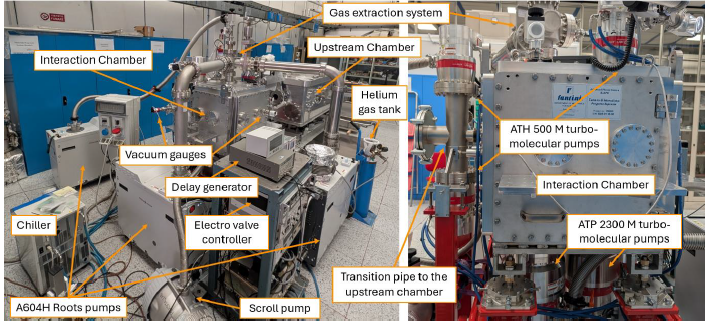 Gas extraction system
Upstream Chamber
Interaction Chamber
Helium
gas tank
Vacuum gauges
Delay generator
Chiller
Electro valve
controller
A604H Roots pumps
Scroll pump
ATH 500 M turbo-
molecular pumps
Interaction Chamber
ATP 2300 M turbo-
molecular pumps
Transition pipe to the
upstream chamber